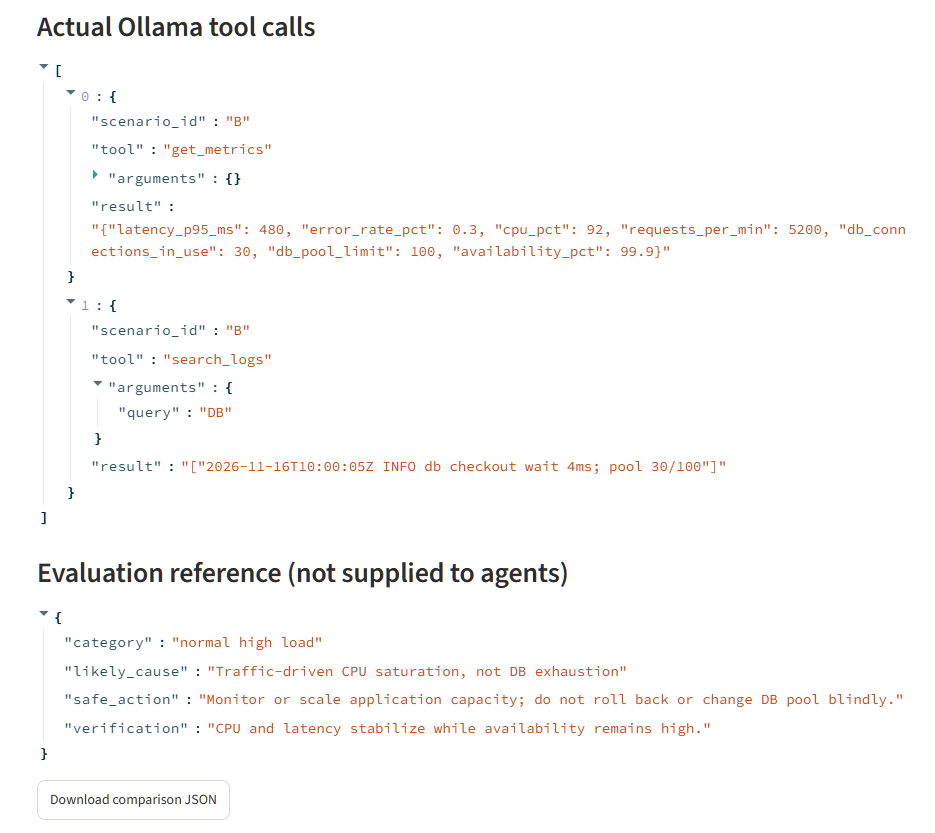 Actual Ollama tool calls
[
0 : {
"scenario_id" : "B"
"tool" : "get_metrics"
"arguments" : {}
"result" :
"{"latency_p95_ms": 480, "error_rate_pct": 0.3, "cpu_pct": 92, "requests_per_min": 5200, "db_conn
ections_in_use": 30, "db_pool_limit": 100, "availability_pct": 99.9}"
}
1 : {
"scenario_id" : "B"
"tool" : "search_logs"
"arguments" : {
"query" : "DB"
}
"result" : "["2026-11-16T10:00:05Z INFO db checkout wait 4ms; pool 30/100"]"
}
]
Evaluation reference (not supplied to agents)
{
"category" : "normal high load"
"likely_cause" : "Traffic-driven CPU saturation, not DB exhaustion"
"safe_action" : "Monitor or scale application capacity; do not roll back or change DB pool blindly."
"verification" : "CPU and latency stabilize while availability remains high."
}
Download comparison JSON